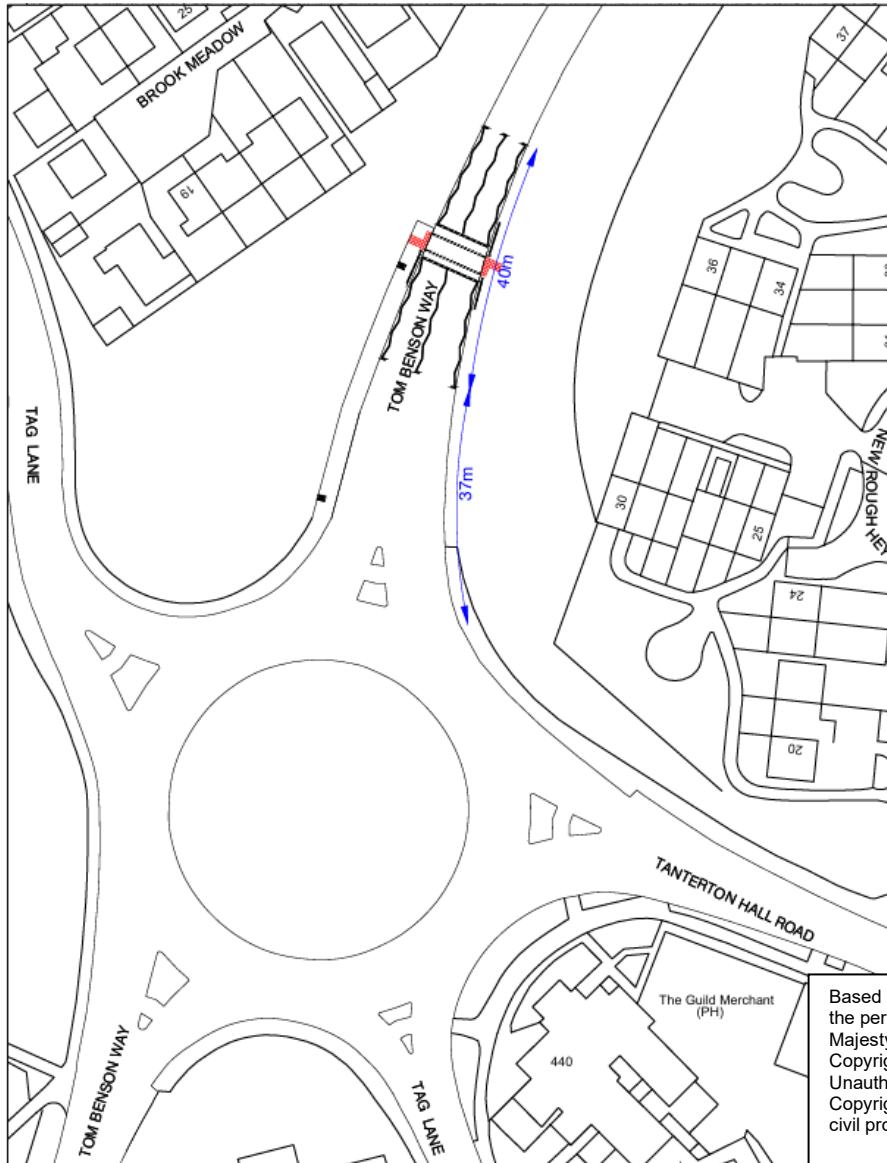 25
BROOK MEADOW
37
19
36
34
40m
TOM BENSON WAY
TAG LANE
37m
NEW ROUGH HEY
30
25
24
20
TANTERTON HALL ROAD
The Guild Merchant
(PH)
440
TOM BENSON WAY
TAG LANE
Based
the per
Majesty
Copyrig
Unauth
Copyrig
civil pro